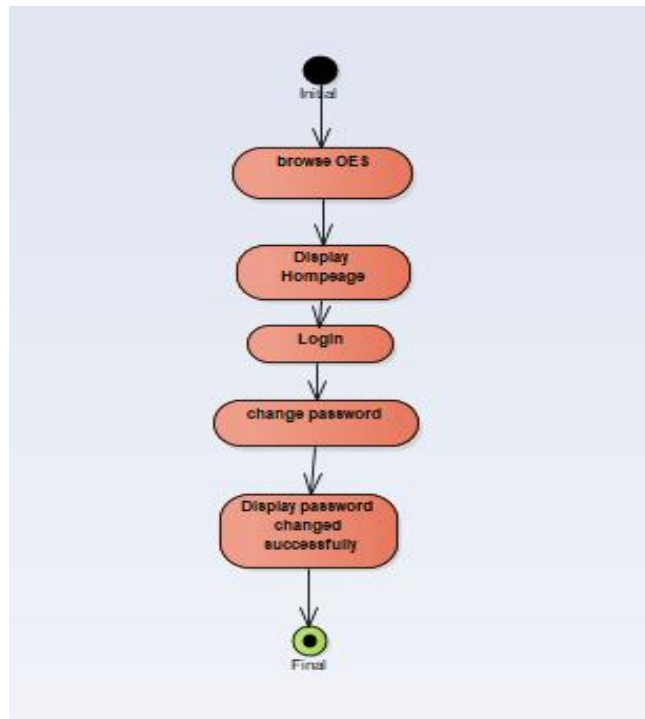 Initial
browse OES
Display
Hompeage
Login
change password
Display password
changed
successfully
Final